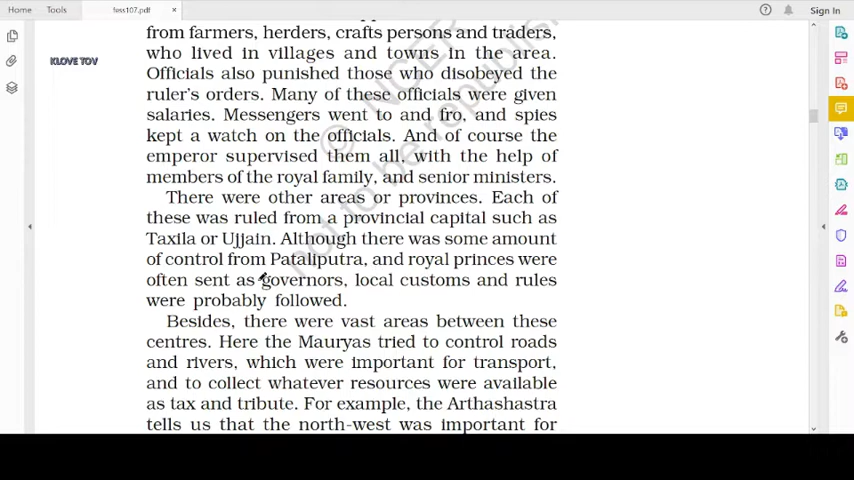 Home Tools fess107.pdf × Sign In
from farmers, herders, crafts persons and traders,
who lived in villages and towns in the area.
KLOVE TOV
Officials also punished those who disobeyed the
ruler's orders. Many of these officials were given
salaries. Messengers went to and fro, and spies
kept a watch on the officials. And of course the
emperor supervised them all, with the help of
members of the royal family, and senior ministers.
There were other areas or provinces. Each of
these was ruled from a provincial capital such as
Taxila or Ujjain. Although there was some amount
of control from Pataliputra, and royal princes were
often sent as governors, local customs and rules
were probably followed.
Besides, there were vast areas between these
centres. Here the Mauryas tried to control roads
and rivers, which were important for transport,
and to collect whatever resources were available
as tax and tribute. For example, the Arthashastra
tells us that the north-west was important for
© NCER
not to be republish